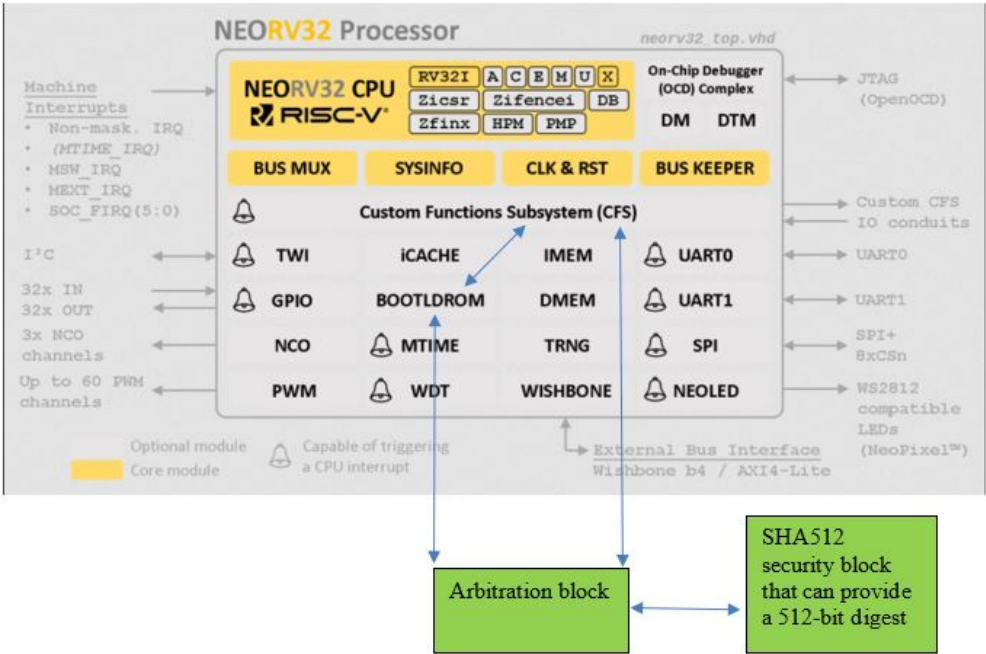 NEORV32 Processor
neorv32_top.vhd
Machine
Interrupts
• Non-mask. IRQ
• (MTIME_IRQ)
• MSW_IRQ
• MEXT_IRQ
• SOC_FIRQ(5:0)
I²C
32x IN
32x OUT
3x NCO
channels
Up to 60 PWM
channels
NEORV32 CPU
RISC-V®
RV32I A C E M U X
Zicsr Zifencei DB
Zfinx HPM PMP
On-Chip Debugger
(OCD) Complex
DM DTM
BUS MUX SYSINFO CLK & RST BUS KEEPER
Custom Functions Subsystem (CFS)
TWI iCACHE IMEM UART0
GPIO BOOTLDROM DMEM UART1
NCO MTIME TRNG SPI
PWM WDT WISHBONE NEOLED
JTAG
(OpenOCD)
Custom CFS
IO conduits
UART0
UART1
SPI+
8xCSn
WS2812
compatible
LEDs
(NeoPixel™)
Optional module
Core module
Capable of triggering
a CPU interrupt
External Bus Interface
Wishbone b4 / AXI4-Lite
Arbitration block
SHA512
security block
that can provide
a 512-bit digest